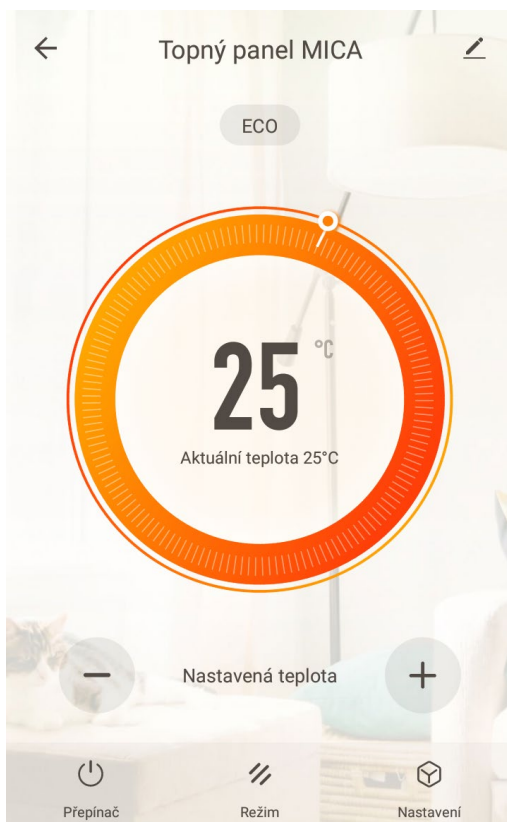 Topný panel MICA
ECO
25 °C
Aktuální teplota 25°C
Nastavená teplota
Přepínač Režim Nastavení